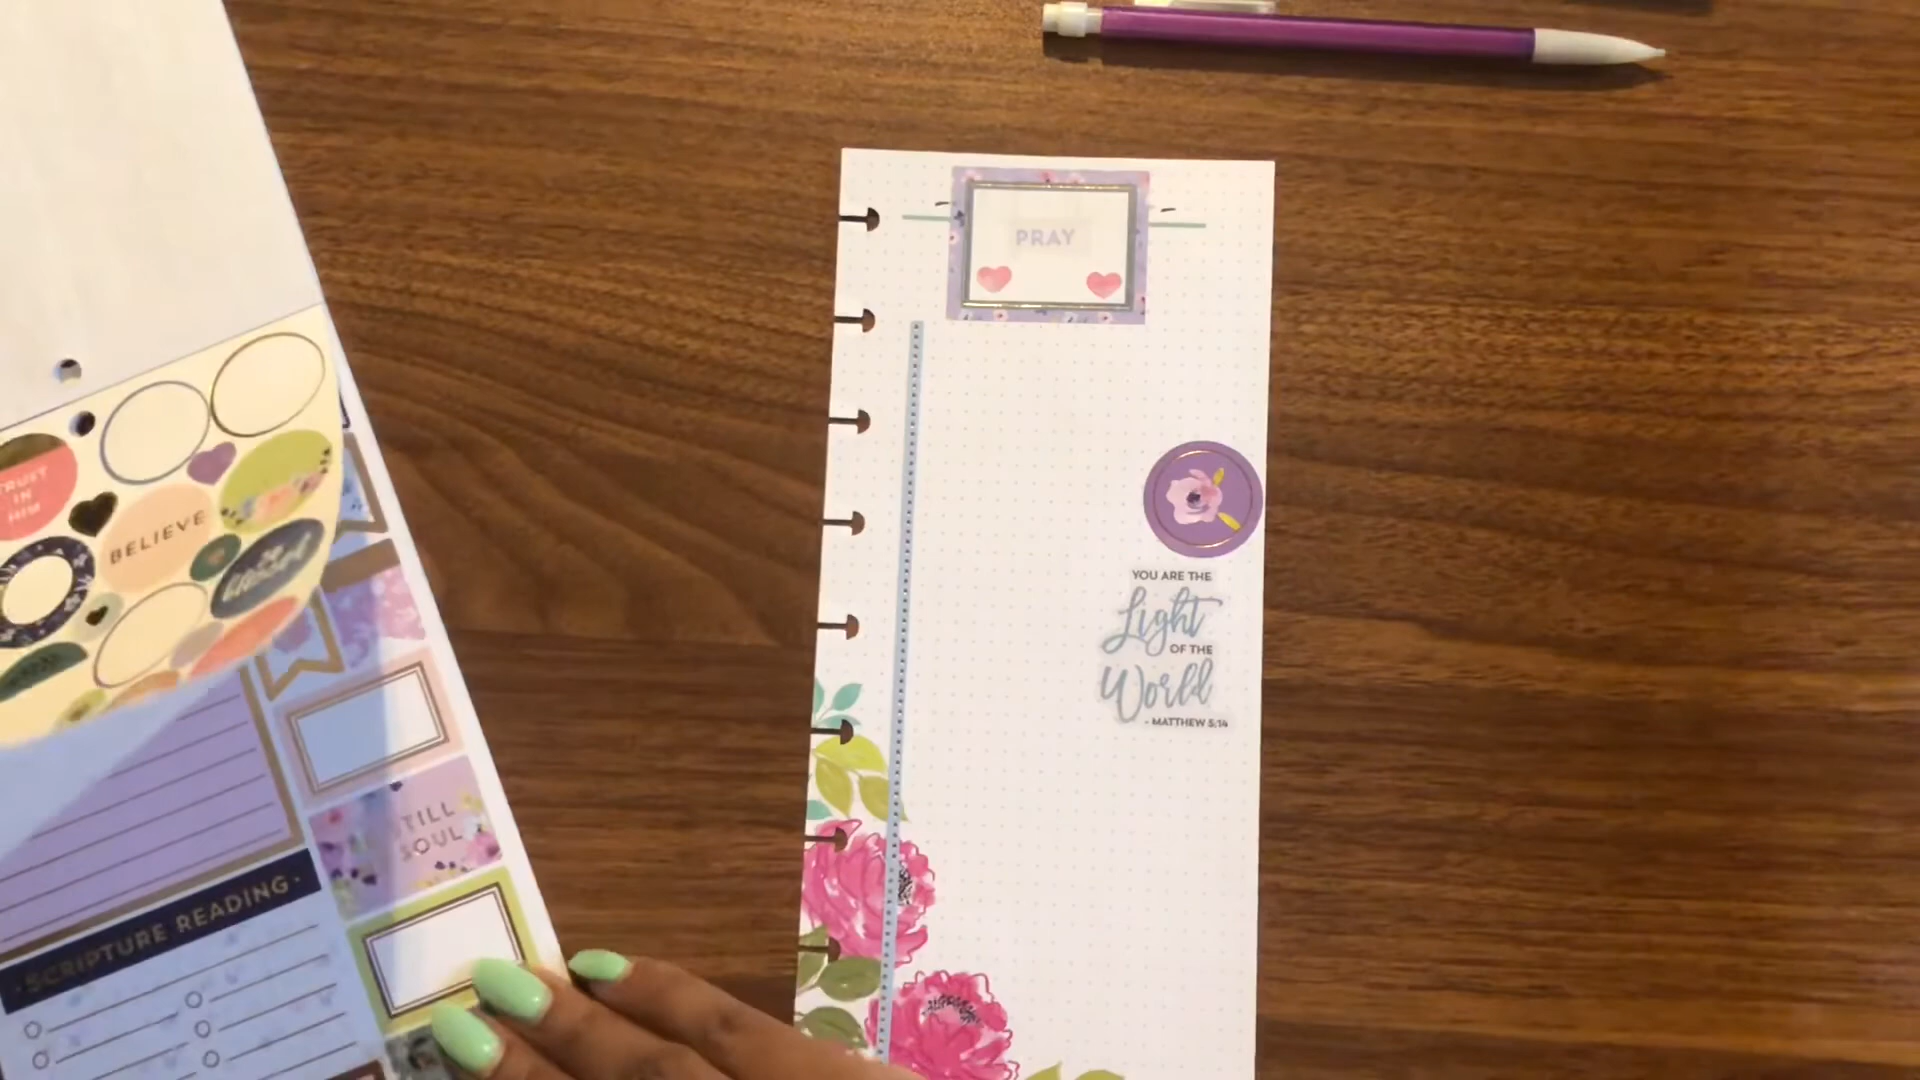 PRAY
YOU ARE THE
Light
OF THE
World
- MATTHEW 5:14
TRUST
IN
HIM
BELIEVE
STILL
SOUL
· SCRIPTURE READING ·